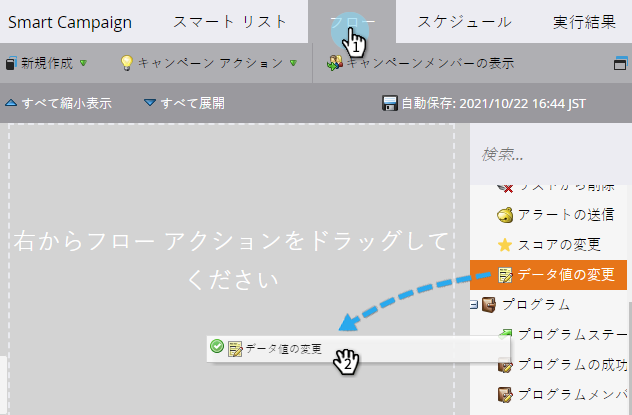 Smart Campaign スマート リスト フロー スケジュール 実行結果
1
新規作成 キャンペーン アクション キャンペーンメンバーの表示
すべて縮小表示 すべて展開 自動保存: 2021/10/22 16:44 JST
検索...
リストから削除
アラートの送信
スコアの変更
データ値の変更
プログラム
プログラムステー
プログラムの成功
プログラムメンバ
右からフロー アクションをドラッグして
ください
データ値の変更
2